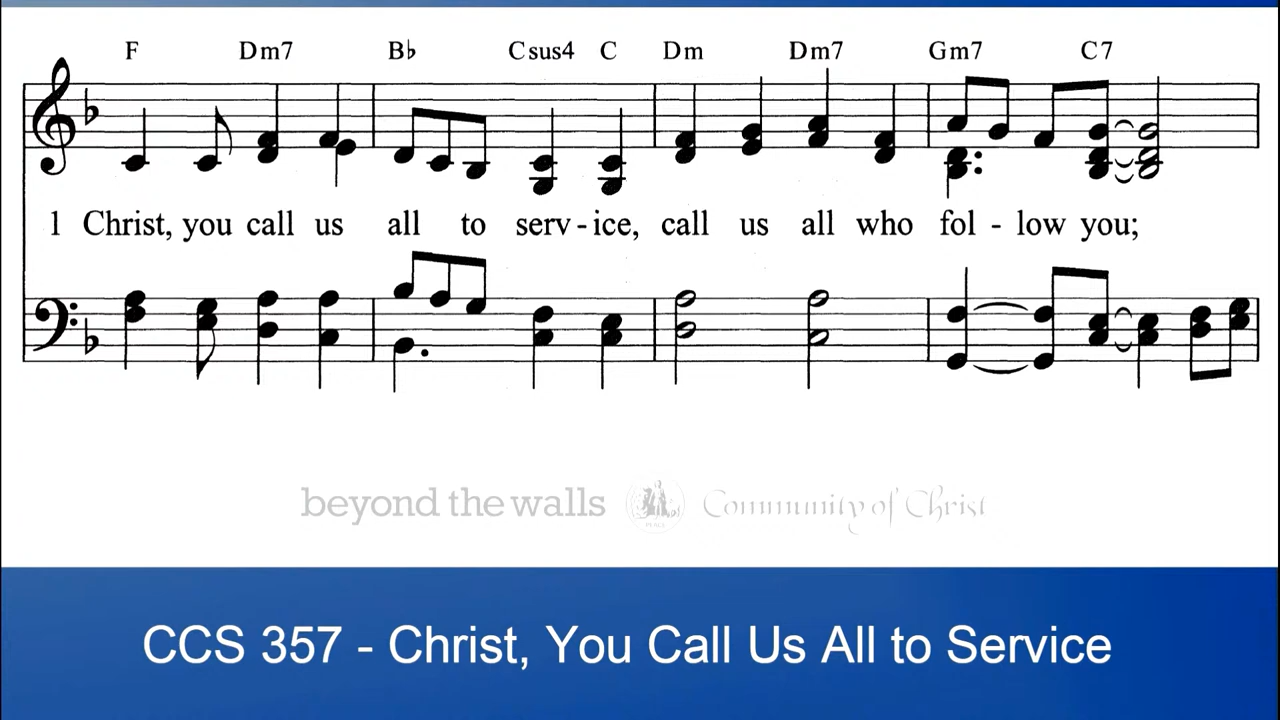 F Dm7 B♭ Csus4 C Dm Dm7 Gm7 C7
1 Christ, you call us all to serv - ice, call us all who fol - low you;
beyond the walls PEACE Community of Christ
CCS 357 - Christ, You Call Us All to Service